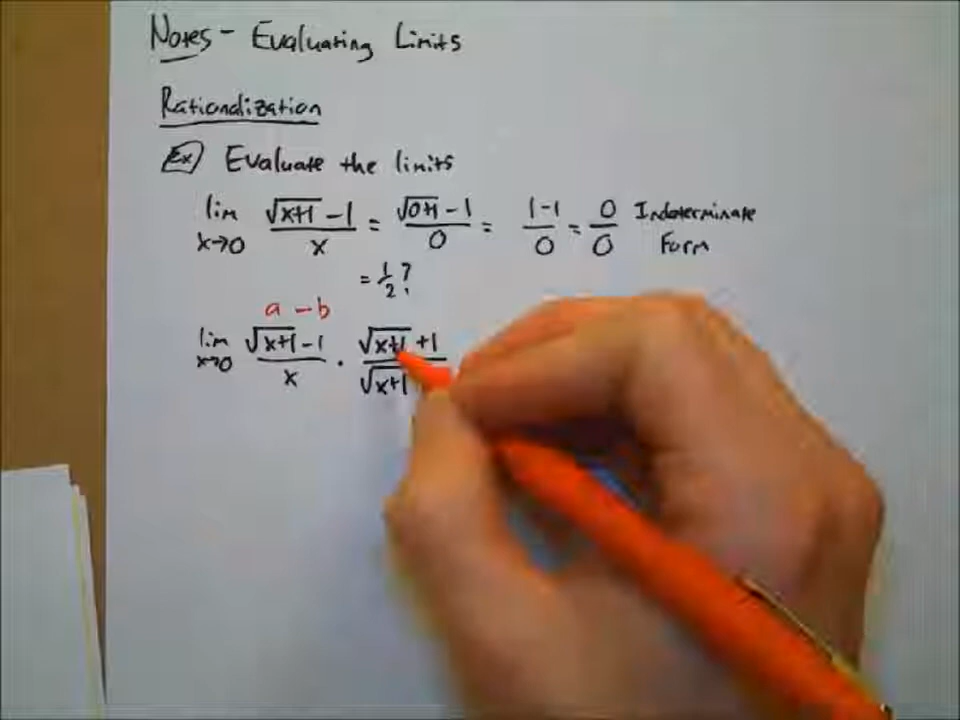 Notes - Evaluating Limits
Rationalization
Ex Evaluate the limits
lim x→0 (√(x+1) - 1)/x = (√(0+1) - 1)/0 = (1-1)/0 = 0/0 Indeterminate Form
= 1/2 ?
a - b
lim x→0 (√(x+1) - 1)/x · (√(x+1) + 1)/√(x+1)